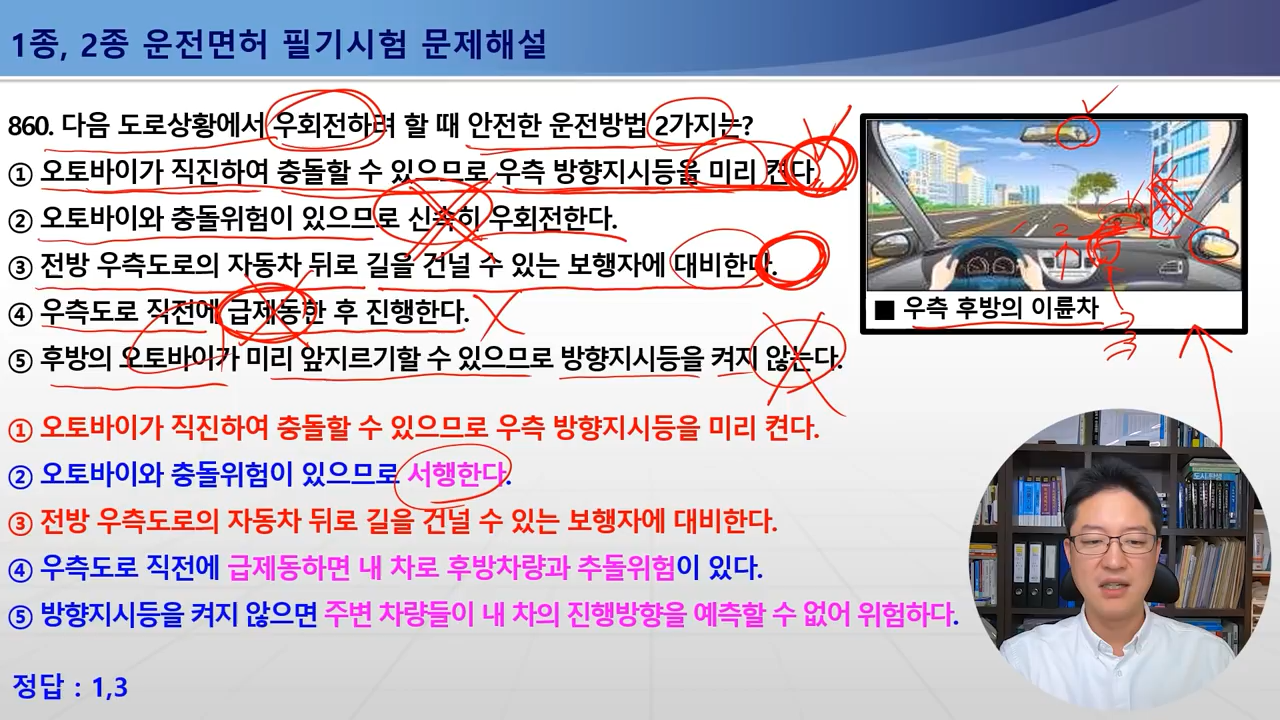 1종, 2종 운전면허 필기시험 문제해설
860. 다음 도로상황에서 우회전하려 할 때 안전한 운전방법 2가지는?
① 오토바이가 직진하여 충돌할 수 있으므로 우측 방향지시등을 미리 켠다.
② 오토바이와 충돌위험이 있으므로 신속히 우회전한다.
③ 전방 우측도로의 자동차 뒤로 길을 건널 수 있는 보행자에 대비한다.
④ 우측도로 직전에 급제동한 후 진행한다.
⑤ 후방의 오토바이가 미리 앞지르기할 수 있으므로 방향지시등을 켜지 않는다.
■ 우측 후방의 이륜차
① 오토바이가 직진하여 충돌할 수 있으므로 우측 방향지시등을 미리 켠다.
② 오토바이와 충돌위험이 있으므로 서행한다.
③ 전방 우측도로의 자동차 뒤로 길을 건널 수 있는 보행자에 대비한다.
④ 우측도로 직전에 급제동하면 내 차로 후방차량과 추돌위험이 있다.
⑤ 방향지시등을 켜지 않으면 주변 차량들이 내 차의 진행방향을 예측할 수 없어 위험하다.
정답 : 1,3